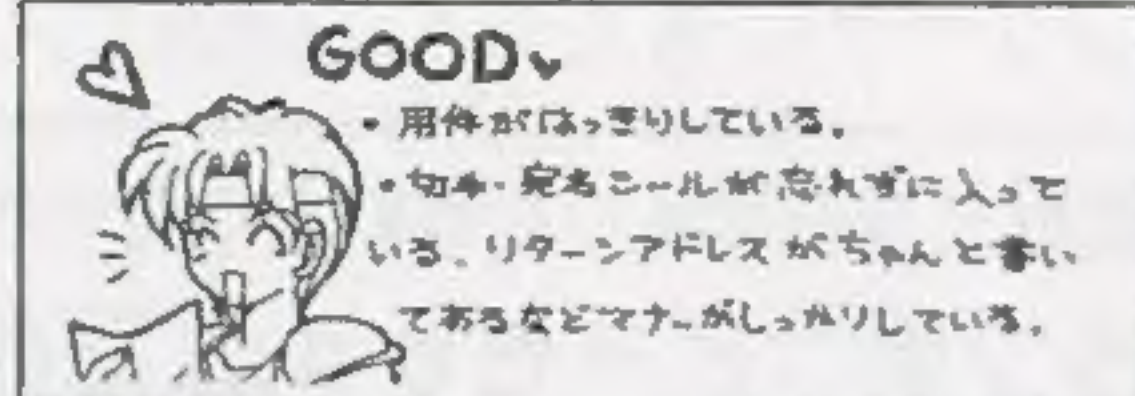 GOOD♥
・用件がはっきりしている。
・切手・宛名シールが忘れずに入って
いる。リターンアドレスがちゃんと書い
てあるなどマナーがしっかりしている。